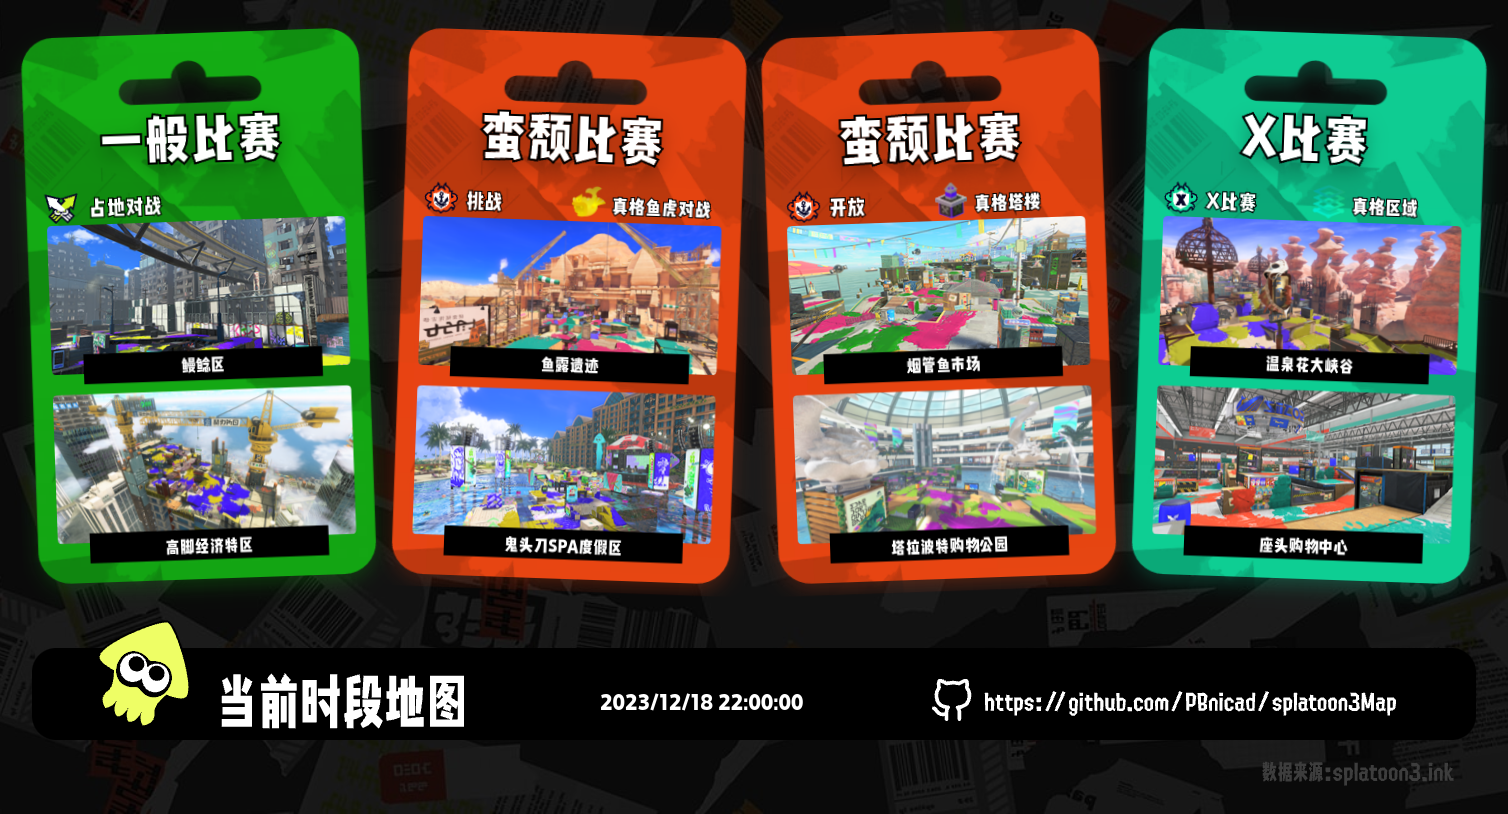 一般比赛
占地对战
鳗鲶区
高脚经济特区
蛮颓比赛
挑战
真格鱼虎对战
鱼露遗迹
鬼头刀SPA度假区
蛮颓比赛
开放
真格塔楼
烟管鱼市场
塔拉波特购物公园
X比赛
X比赛
真格区域
温泉花大峡谷
座头购物中心
当前时段地图
2023/12/18 22:00:00
https://github.com/PBnicad/splatoon3Map
数据来源:splatoon3.ink